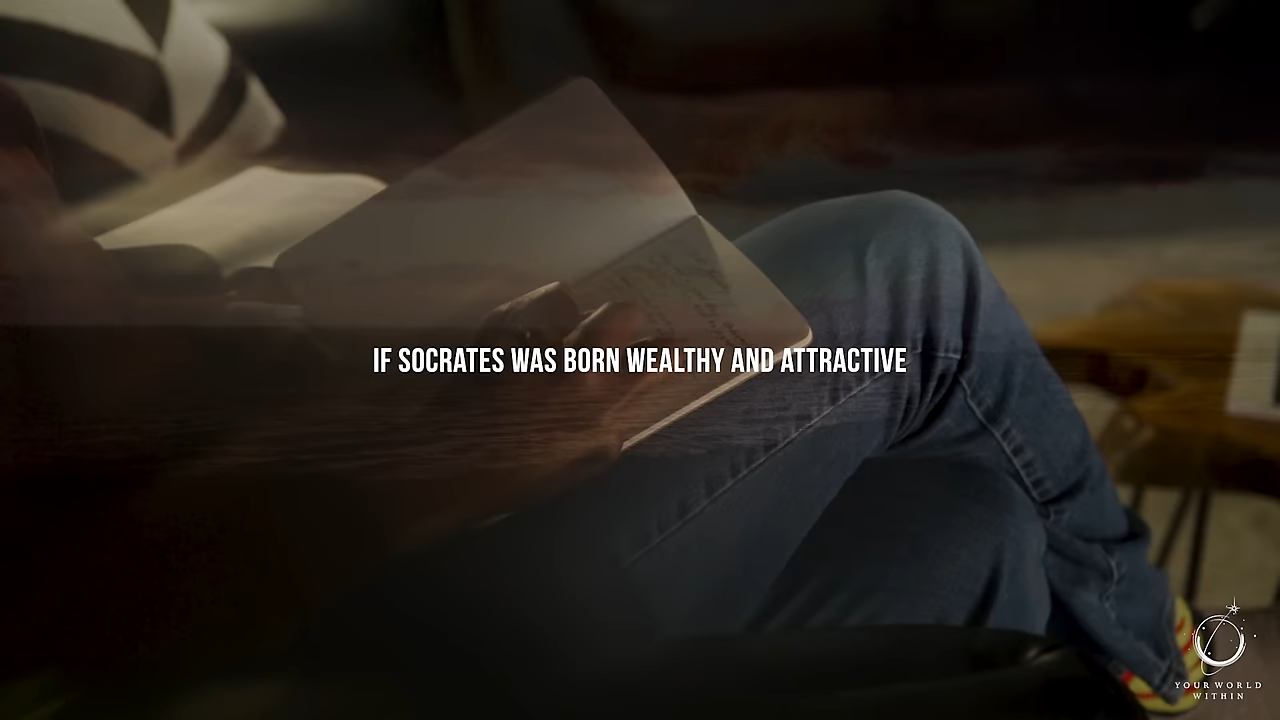 IF SOCRATES WAS BORN WEALTHY AND ATTRACTIVE
YOUR WORLD
WITHIN